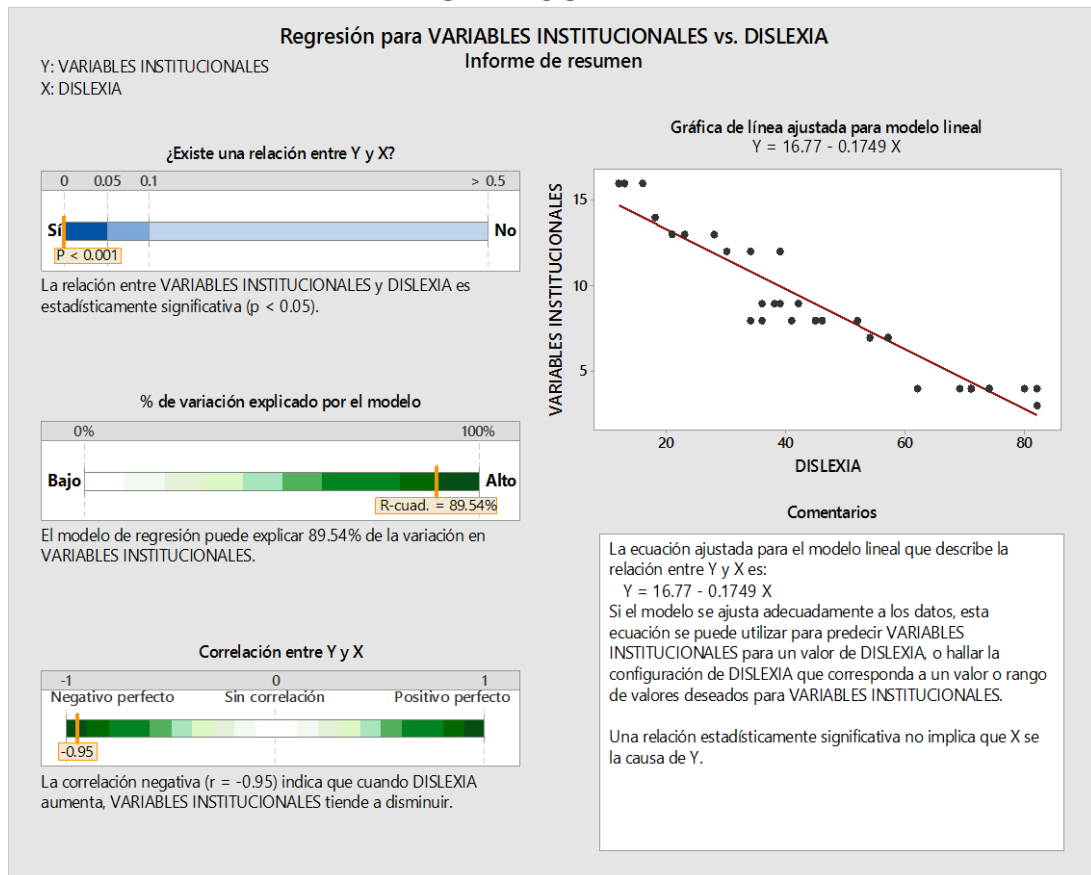 Regresión para VARIABLES INSTITUCIONALES vs. DISLEXIA
Informe de resumen
Y: VARIABLES INSTITUCIONALES
X: DISLEXIA
¿Existe una relación entre Y y X?
0 0.05 0.1 > 0.5
Sí No
P < 0.001
La relación entre VARIABLES INSTITUCIONALES y DISLEXIA es
estadísticamente significativa (p < 0.05).
% de variación explicado por el modelo
0% 100%
Bajo Alto
R-cuad. = 89.54%
El modelo de regresión puede explicar 89.54% de la variación en
VARIABLES INSTITUCIONALES.
Correlación entre Y y X
-1 0 1
Negativo perfecto Sin correlación Positivo perfecto
-0.95
La correlación negativa (r = -0.95) indica que cuando DISLEXIA
aumenta, VARIABLES INSTITUCIONALES tiende a disminuir.
Gráfica de línea ajustada para modelo lineal
Y = 16.77 - 0.1749 X
VARIABLES INSTITUCIONALES
15
10
5
20 40 60 80
DISLEXIA
Comentarios
La ecuación ajustada para el modelo lineal que describe la
relación entre Y y X es:
Y = 16.77 - 0.1749 X
Si el modelo se ajusta adecuadamente a los datos, esta
ecuación se puede utilizar para predecir VARIABLES
INSTITUCIONALES para un valor de DISLEXIA, o hallar la
configuración de DISLEXIA que corresponda a un valor o rango
de valores deseados para VARIABLES INSTITUCIONALES.
Una relación estadísticamente significativa no implica que X se
la causa de Y.